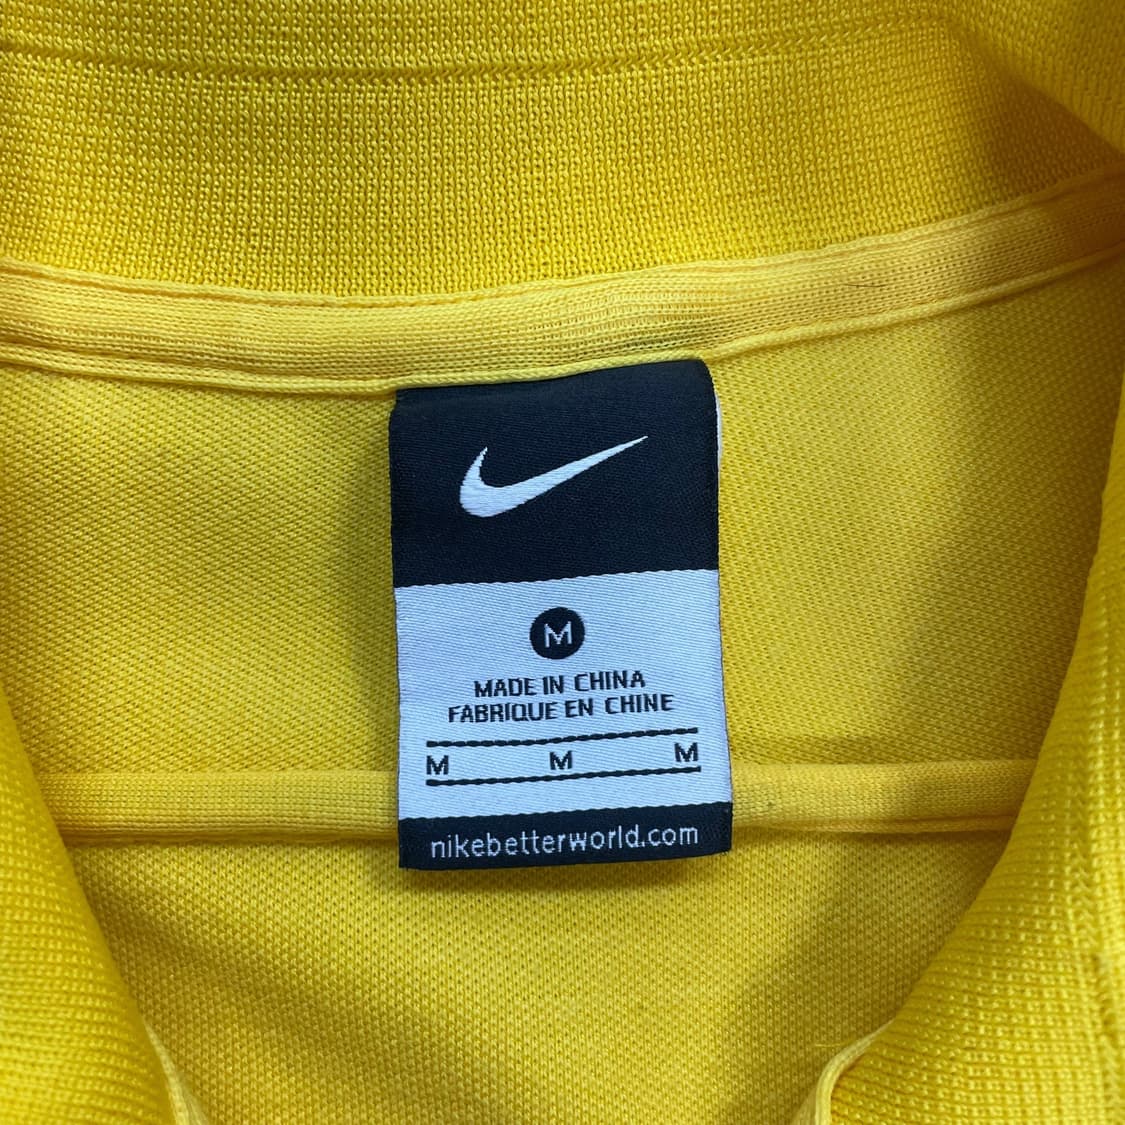 M
MADE IN CHINA
FABRIQUE EN CHINE
M M M
nikebetterworld.com